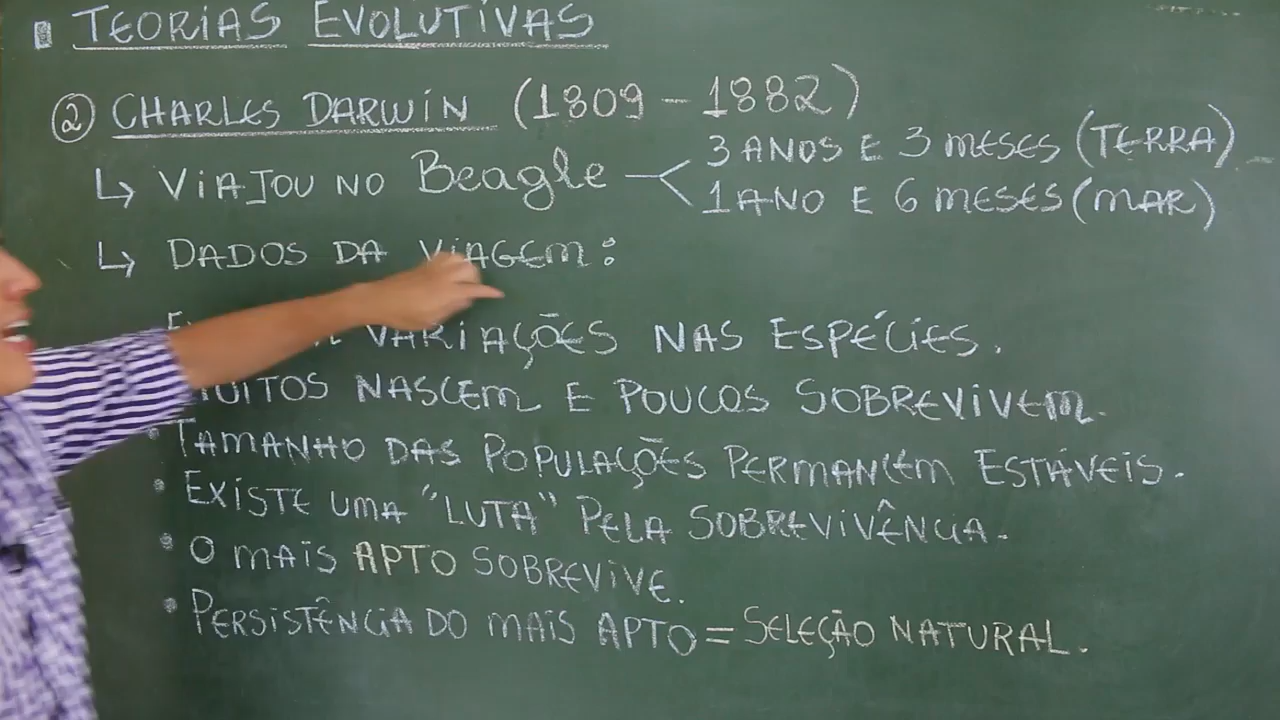 TEORIAS EVOLUTIVAS
② CHARLES DARWIN (1809 - 1882)
↳ VIAJOU NO Beagle
3 ANOS E 3 MESES (TERRA)
1 ANO E 6 MESES (MAR)
↳ DADOS DA VIAGEM:
VARIAÇÕES NAS ESPÉCIES.
MUITOS NASCEM E POUCOS SOBREVIVEM.
• TAMANHO DAS POPULAÇÕES PERMANCEM ESTÁVEIS.
• EXISTE UMA "LUTA" PELA SOBREVIVÊNCIA.
• O MAIS APTO SOBREVIVE.
• PERSISTÊNCIA DO MAIS APTO = SELEÇÃO NATURAL.